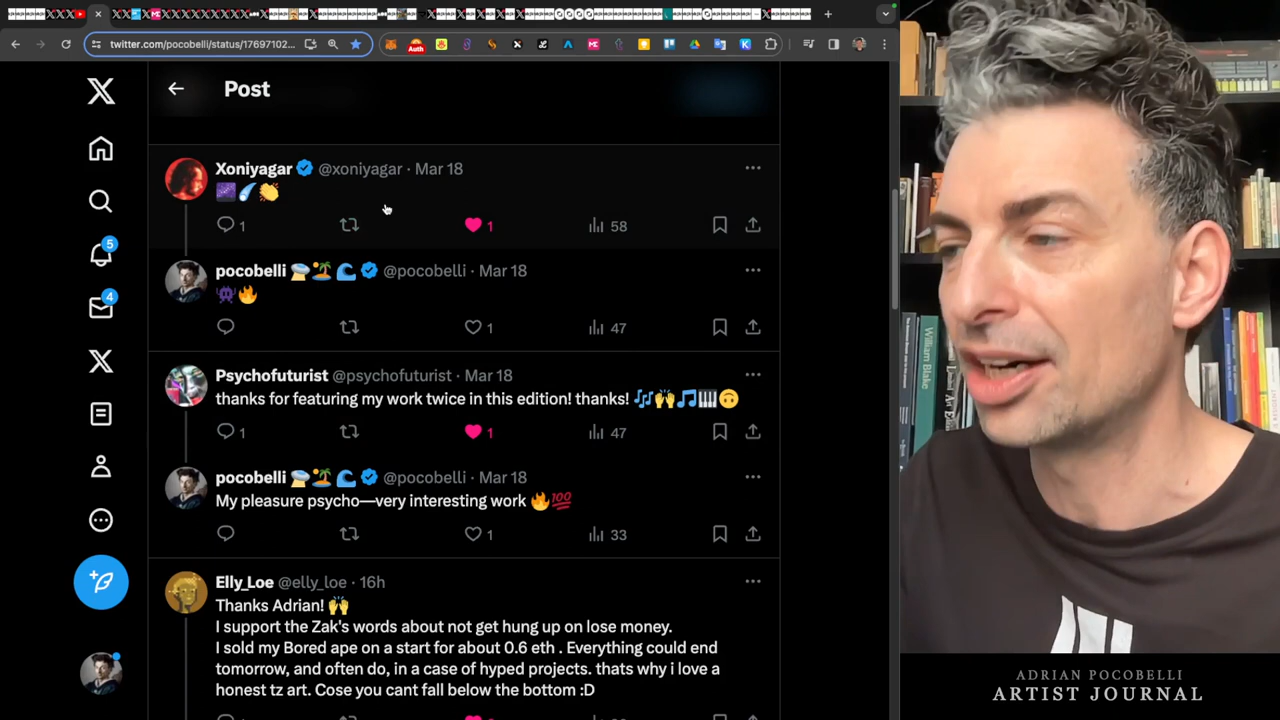 twitter.com/pocobelli/status/17697102...
Auth
Post
Xoniyagar @xoniyagar · Mar 18
1 1 58
pocobelli @pocobelli · Mar 18
1 47
Psychofuturist @psychofuturist · Mar 18
thanks for featuring my work twice in this edition! thanks!
1 1 47
pocobelli @pocobelli · Mar 18
My pleasure psycho—very interesting work 🔥💯
1 33
Elly_Loe @elly_loe · 16h
Thanks Adrian! 🙌
I support the Zak's words about not get hung up on lose money.
I sold my Bored ape on a start for about 0.6 eth . Everything could end
tomorrow, and often do, in a case of hyped projects. thats why i love a
honest tz art. Cose you cant fall below the bottom :D
5
4
William Blake
ADRIAN POCOBELLI
ARTIST JOURNAL